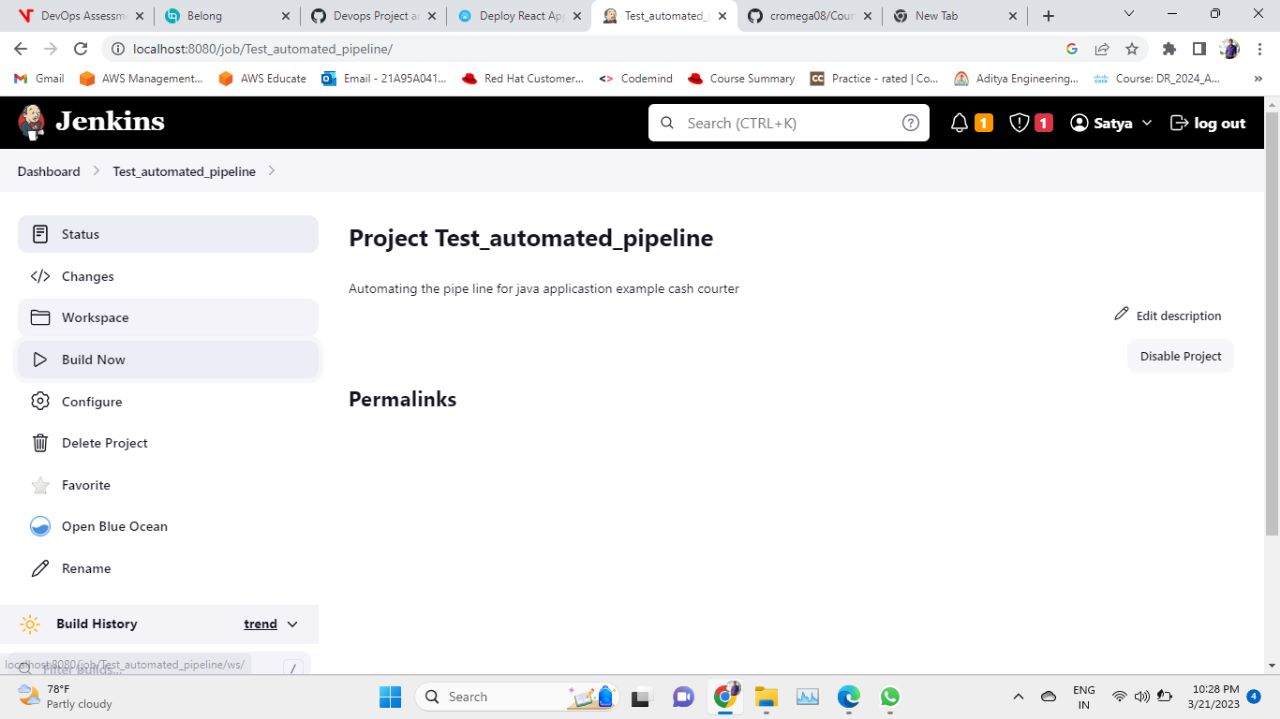 DevOps Assessm
Belong
Devops Project an
Deploy React App
Test_automated_
cromega08/Cour
New Tab
localhost:8080/job/Test_automated_pipeline/
Gmail
AWS Management...
AWS Educate
Email - 21A95A041...
Red Hat Customer...
Codemind
Course Summary
CC
Practice - rated | Co...
Aditya Engineering...
Course: DR_2024_A...
»
Jenkins
Search (CTRL+K)
?
1
1
Satya
log out
Dashboard
Test_automated_pipeline
Status
Changes
Workspace
Build Now
Configure
Delete Project
Favorite
Open Blue Ocean
Rename
Build History
trend
Filter builds...
/
localhost:8080/job/Test_automated_pipeline/ws/
Project Test_automated_pipeline
Automating the pipe line for java applicastion example cash courter
Edit description
Disable Project
Permalinks
78°F
Partly cloudy
Search
ENG
IN
10:28 PM
3/21/2023
4